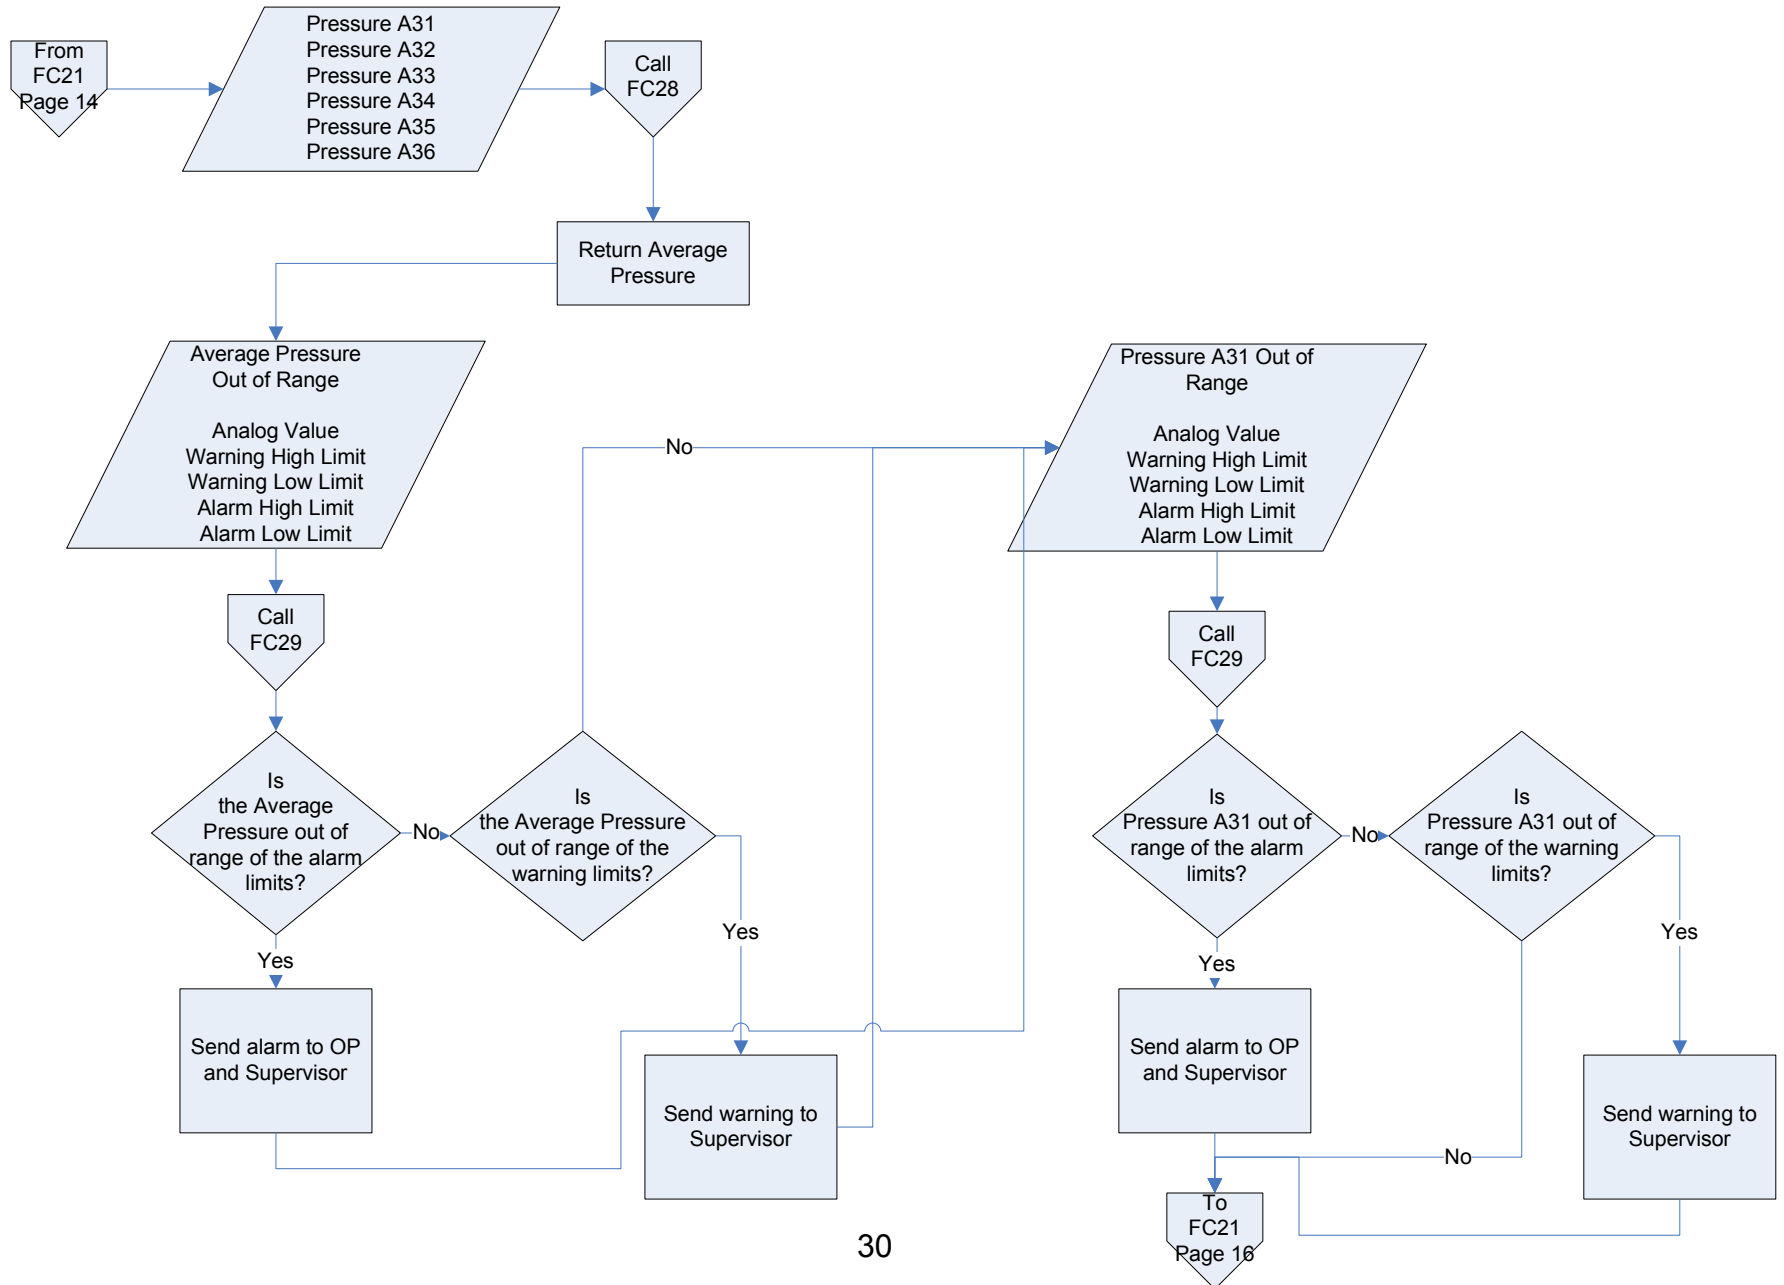 From
FC21
Page 14
Pressure A31
Pressure A32
Pressure A33
Pressure A34
Pressure A35
Pressure A36
Call
FC28
Return Average
Pressure
Average Pressure
Out of Range
Analog Value
Warning High Limit
Warning Low Limit
Alarm High Limit
Alarm Low Limit
Call
FC29
Is
the Average
Pressure out of
range of the alarm
limits?
No
Is
the Average Pressure
out of range of the
warning limits?
No
Yes
Yes
Send alarm to OP
and Supervisor
Send warning to
Supervisor
Pressure A31 Out of
Range
Analog Value
Warning High Limit
Warning Low Limit
Alarm High Limit
Alarm Low Limit
Call
FC29
Is
Pressure A31 out of
range of the alarm
limits?
No
Is
Pressure A31 out of
range of the warning
limits?
Yes
Yes
Send alarm to OP
and Supervisor
Send warning to
Supervisor
No
To
FC21
Page 16
30